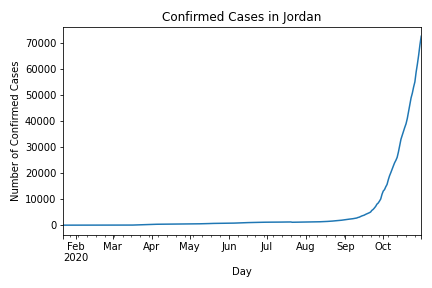 Confirmed Cases in Jordan
Number of Confirmed Cases
70000
60000
50000
40000
30000
20000
10000
0
Feb Mar Apr May Jun Jul Aug Sep Oct
2020
Day